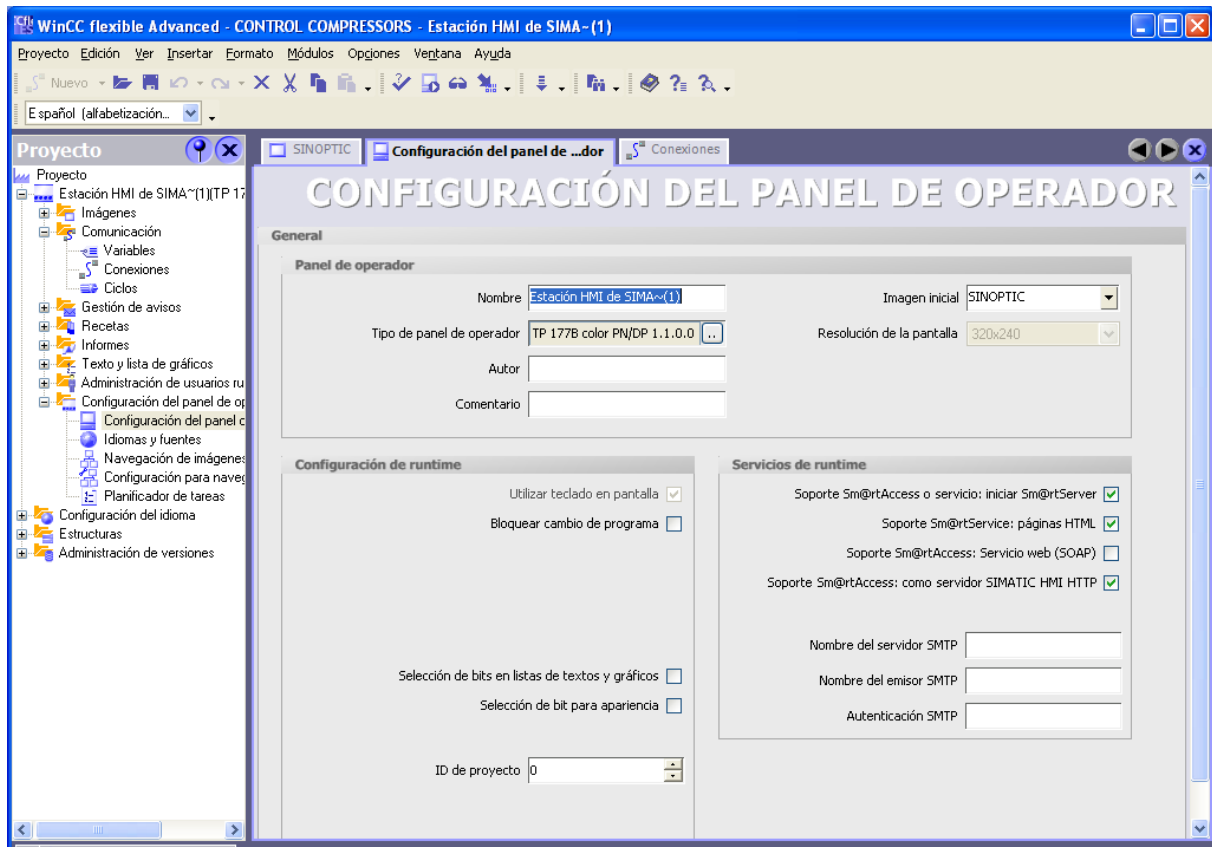 WinCC flexible Advanced - CONTROL COMPRESSORS - Estación HMI de SIMA~(1)
Proyecto Edición Ver Insertar Formato Módulos Opciones Ventana Ayuda
Nuevo
Español (alfabetización...
Proyecto
SINOPTIC
Configuración del panel de ...dor
Conexiones
Proyecto
Estación HMI de SIMA~(1)(TP 17
Imágenes
Comunicación
Variables
Conexiones
Ciclos
Gestión de avisos
Recetas
Informes
Texto y lista de gráficos
Administración de usuarios ru
Configuración del panel de op
Configuración del panel d
Idiomas y fuentes
Navegación de imágenes
Configuración para naveg
Planificador de tareas
Configuración del idioma
Estructuras
Administración de versiones
CONFIGURACIÓN DEL PANEL DE OPERADOR
General
Panel de operador
Nombre Estación HMI de SIMA~(1)
Imagen inicial SINOPTIC
Tipo de panel de operador TP 177B color PN/DP 1.1.0.0 ..
Resolución de la pantalla 320x240
Autor
Comentario
Configuración de runtime
Utilizar teclado en pantalla
Bloquear cambio de programa
Selección de bits en listas de textos y gráficos
Selección de bit para apariencia
ID de proyecto 0
Servicios de runtime
Soporte Sm@rtAccess o servicio: iniciar Sm@rtServer
Soporte Sm@rtService: páginas HTML
Soporte Sm@rtAccess: Servicio web (SOAP)
Soporte Sm@rtAccess: como servidor SIMATIC HMI HTTP
Nombre del servidor SMTP
Nombre del emisor SMTP
Autenticación SMTP